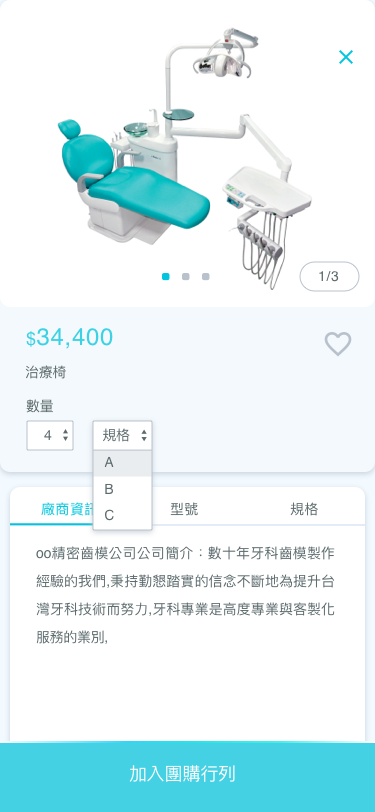 1/3
$34,400
治療椅
數量
4
規格
A
B
C
廠商資訊
型號
規格
oo精密齒模公司公司簡介：數十年牙科齒模製作
經驗的我們,秉持勤懇踏實的信念不斷地為提升台
灣牙科技術而努力,牙科專業是高度專業與客製化
服務的業別,
加入團購行列